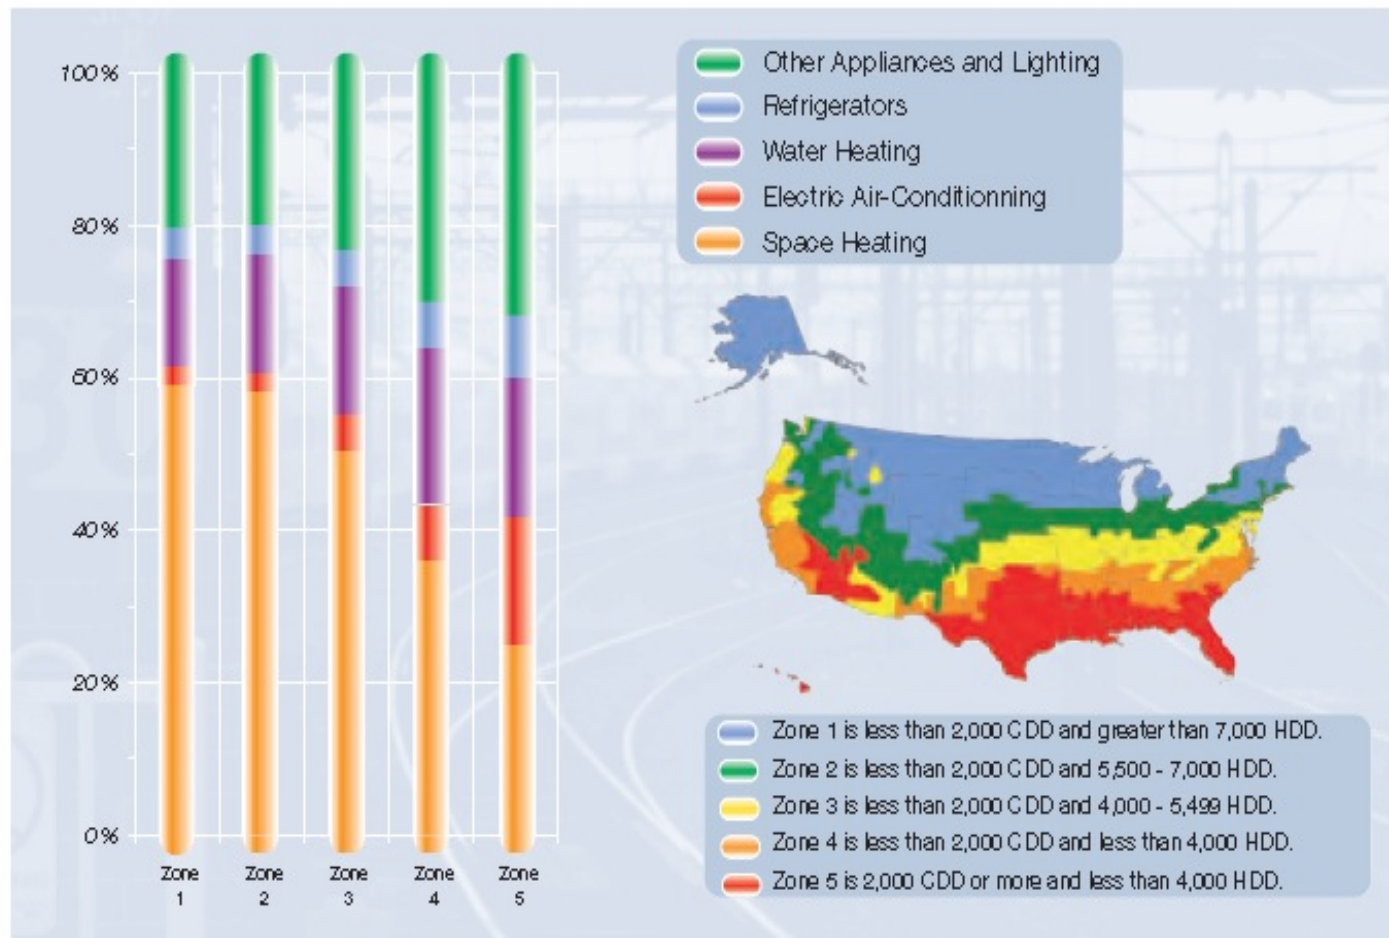 100%
80%
60%
40%
20%
0%
Zone
1
Zone
2
Zone
3
Zone
4
Zone
5
Other Appliances and Lighting
Refrigerators
Water Heating
Electric Air-Conditionning
Space Heating
Zone 1 is less than 2,000 CDD and greater than 7,000 HDD.
Zone 2 is less than 2,000 CDD and 5,500 - 7,000 HDD.
Zone 3 is less than 2,000 CDD and 4,000 - 5,499 HDD.
Zone 4 is less than 2,000 CDD and less than 4,000 HDD.
Zone 5 is 2,000 CDD or more and less than 4,000 HDD.